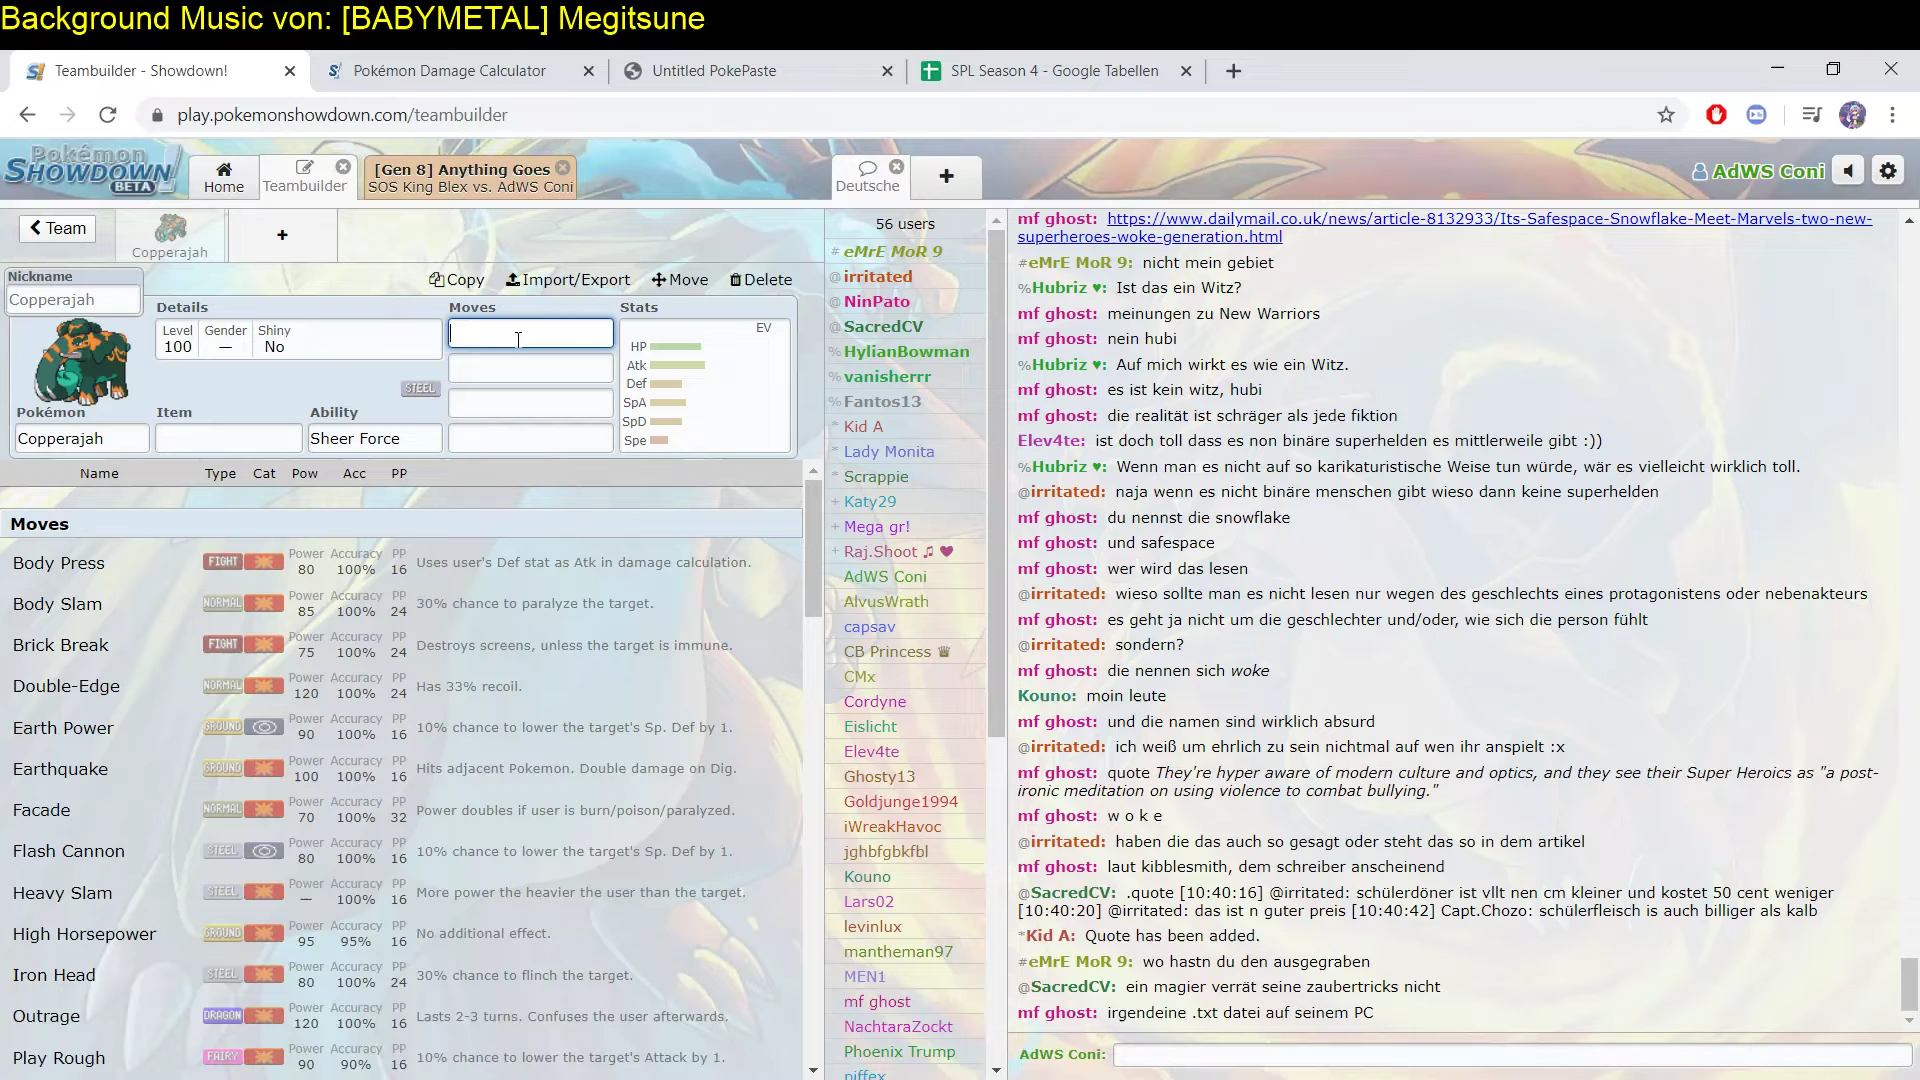 Background Music von: [BABYMETAL] Megitsune
Teambuilder - Showdown!
Pokémon Damage Calculator
Untitled PokePaste
SPL Season 4 - Google Tabellen
play.pokemonshowdown.com/teambuilder
Pokémon
SHOWDOWN
BETA
Home
Teambuilder
[Gen 8] Anything Goes
SOS King Blex vs. AdWS Coni
Deutsche
AdWS Coni
Team
Copperajah
Nickname
Copperajah
Copy
Import/Export
Move
Delete
Details
Level
100
Gender
—
Shiny
No
STEEL
Pokémon
Copperajah
Item
Ability
Sheer Force
Moves
Stats
EV
HP
Atk
Def
SpA
SpD
Spe
Name Type Cat Pow Acc PP
Moves
Body Press FIGHT Power 80 Accuracy 100% PP 16 Uses user's Def stat as Atk in damage calculation.
Body Slam NORMAL Power 85 Accuracy 100% PP 24 30% chance to paralyze the target.
Brick Break FIGHT Power 75 Accuracy 100% PP 24 Destroys screens, unless the target is immune.
Double-Edge NORMAL Power 120 Accuracy 100% PP 24 Has 33% recoil.
Earth Power GROUND Power 90 Accuracy 100% PP 16 10% chance to lower the target's Sp. Def by 1.
Earthquake GROUND Power 100 Accuracy 100% PP 16 Hits adjacent Pokemon. Double damage on Dig.
Facade NORMAL Power 70 Accuracy 100% PP 32 Power doubles if user is burn/poison/paralyzed.
Flash Cannon STEEL Power 80 Accuracy 100% PP 16 10% chance to lower the target's Sp. Def by 1.
Heavy Slam STEEL Power — Accuracy 100% PP 16 More power the heavier the user than the target.
High Horsepower GROUND Power 95 Accuracy 95% PP 16 No additional effect.
Iron Head STEEL Power 80 Accuracy 100% PP 24 30% chance to flinch the target.
Outrage DRAGON Power 120 Accuracy 100% PP 16 Lasts 2-3 turns. Confuses the user afterwards.
Play Rough FAIRY Power 90 Accuracy 90% PP 16 10% chance to lower the target's Attack by 1.
56 users
# eMrE MoR 9
@ irritated
@ NinPato
@ SacredCV
% HylianBowman
% vanisherrr
% Fantos13
* Kid A
* Lady Monita
* Scrappie
+ Katy29
+ Mega gr!
+ Raj.Shoot ♫ ❤
AdWS Coni
AlvusWrath
capsav
CB Princess ♛
CMx
Cordyne
Eislicht
Elev4te
Ghosty13
Goldjunge1994
iWreakHavoc
jghbfgbkfbl
Kouno
Lars02
levinlux
mantheman97
MEN1
mf ghost
NachtaraZockt
Phoenix Trump
piffex
mf ghost: https://www.dailymail.co.uk/news/article-8132933/Its-Safespace-Snowflake-Meet-Marvels-two-new-
superheroes-woke-generation.html
#eMrE MoR 9: nicht mein gebiet
%Hubriz ♥: Ist das ein Witz?
mf ghost: meinungen zu New Warriors
mf ghost: nein hubi
%Hubriz ♥: Auf mich wirkt es wie ein Witz.
mf ghost: es ist kein witz, hubi
mf ghost: die realität ist schräger als jede fiktion
Elev4te: ist doch toll dass es non binäre superhelden es mittlerweile gibt :))
%Hubriz ♥: Wenn man es nicht auf so karikaturistische Weise tun würde, wär es vielleicht wirklich toll.
@irritated: naja wenn es nicht binäre menschen gibt wieso dann keine superhelden
mf ghost: du nennst die snowflake
mf ghost: und safespace
mf ghost: wer wird das lesen
@irritated: wieso sollte man es nicht lesen nur wegen des geschlechts eines protagonistens oder nebenakteurs
mf ghost: es geht ja nicht um die geschlechter und/oder, wie sich die person fühlt
@irritated: sondern?
mf ghost: die nennen sich woke
Kouno: moin leute
mf ghost: und die namen sind wirklich absurd
@irritated: ich weiß um ehrlich zu sein nichtmal auf wen ihr anspielt :x
mf ghost: quote They're hyper aware of modern culture and optics, and they see their Super Heroics as "a post-
ironic meditation on using violence to combat bullying."
mf ghost: w o k e
@irritated: haben die das auch so gesagt oder steht das so in dem artikel
mf ghost: laut kibblesmith, dem schreiber anscheinend
@SacredCV: .quote [10:40:16] @irritated: schülerdöner ist vllt nen cm kleiner und kostet 50 cent weniger
[10:40:20] @irritated: das ist n guter preis [10:40:42] Capt.Chozo: schülerfleisch is auch billiger als kalb
*Kid A: Quote has been added.
#eMrE MoR 9: wo hastn du den ausgegraben
@SacredCV: ein magier verrät seine zaubertricks nicht
mf ghost: irgendeine .txt datei auf seinem PC
AdWS Coni: